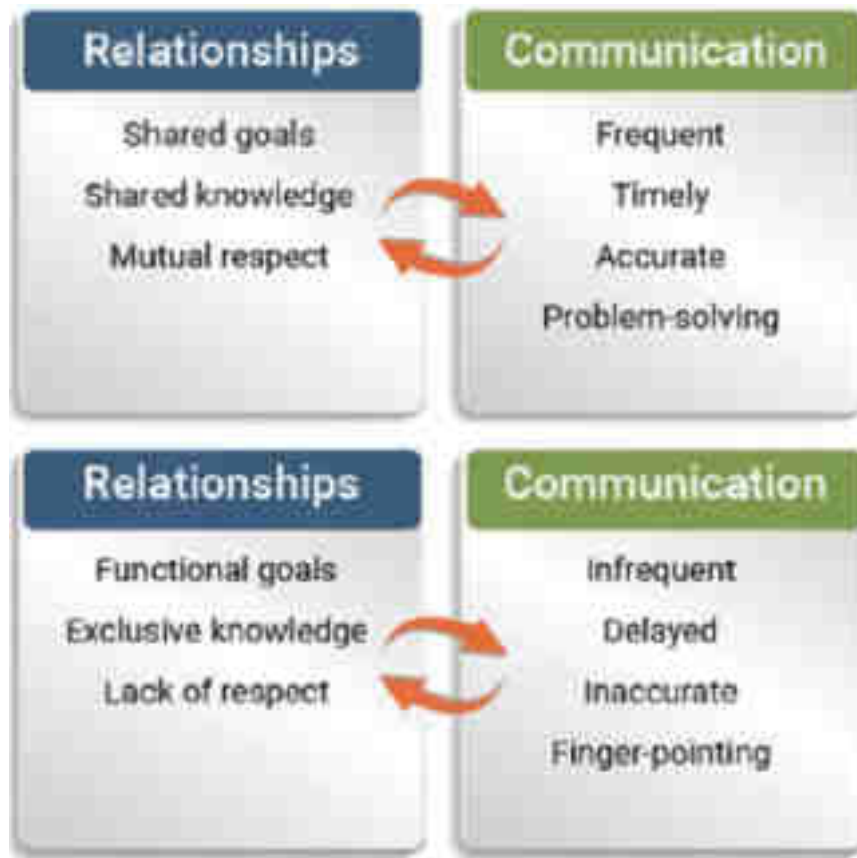 Relationships
Shared goals
Shared knowledge
Mutual respect
Communication
Frequent
Timely
Accurate
Problem-solving
Relationships
Functional goals
Exclusive knowledge
Lack of respect
Communication
Infrequent
Delayed
Inaccurate
Finger-pointing